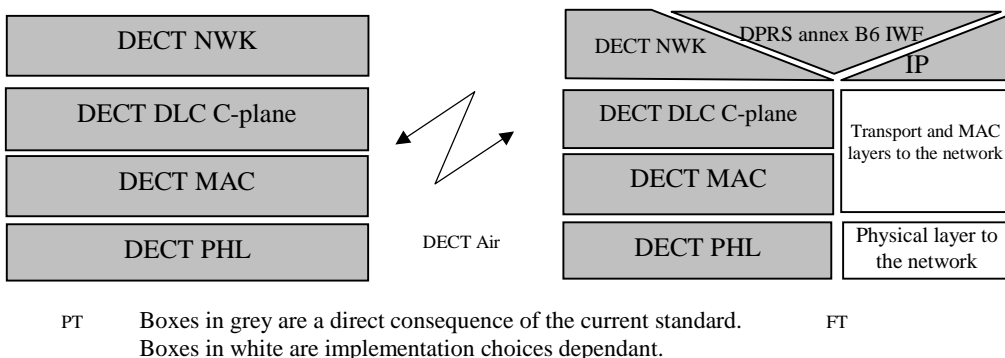 DECT NWK
DECT DLC C-plane
DECT MAC
DECT PHL
DECT Air
DECT NWK
DPRS annex B6 IWF
IP
DECT DLC C-plane
DECT MAC
DECT PHL
Transport and MAC
layers to the network
Physical layer to
the network
PT
Boxes in grey are a direct consequence of the current standard.
Boxes in white are implementation choices dependant.
FT